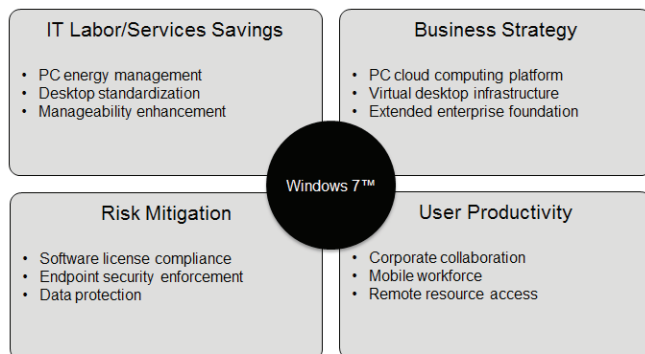 IT Labor/Services Savings
• PC energy management
• Desktop standardization
• Manageability enhancement
Business Strategy
• PC cloud computing platform
• Virtual desktop infrastructure
• Extended enterprise foundation
Windows 7™
Risk Mitigation
• Software license compliance
• Endpoint security enforcement
• Data protection
User Productivity
• Corporate collaboration
• Mobile workforce
• Remote resource access